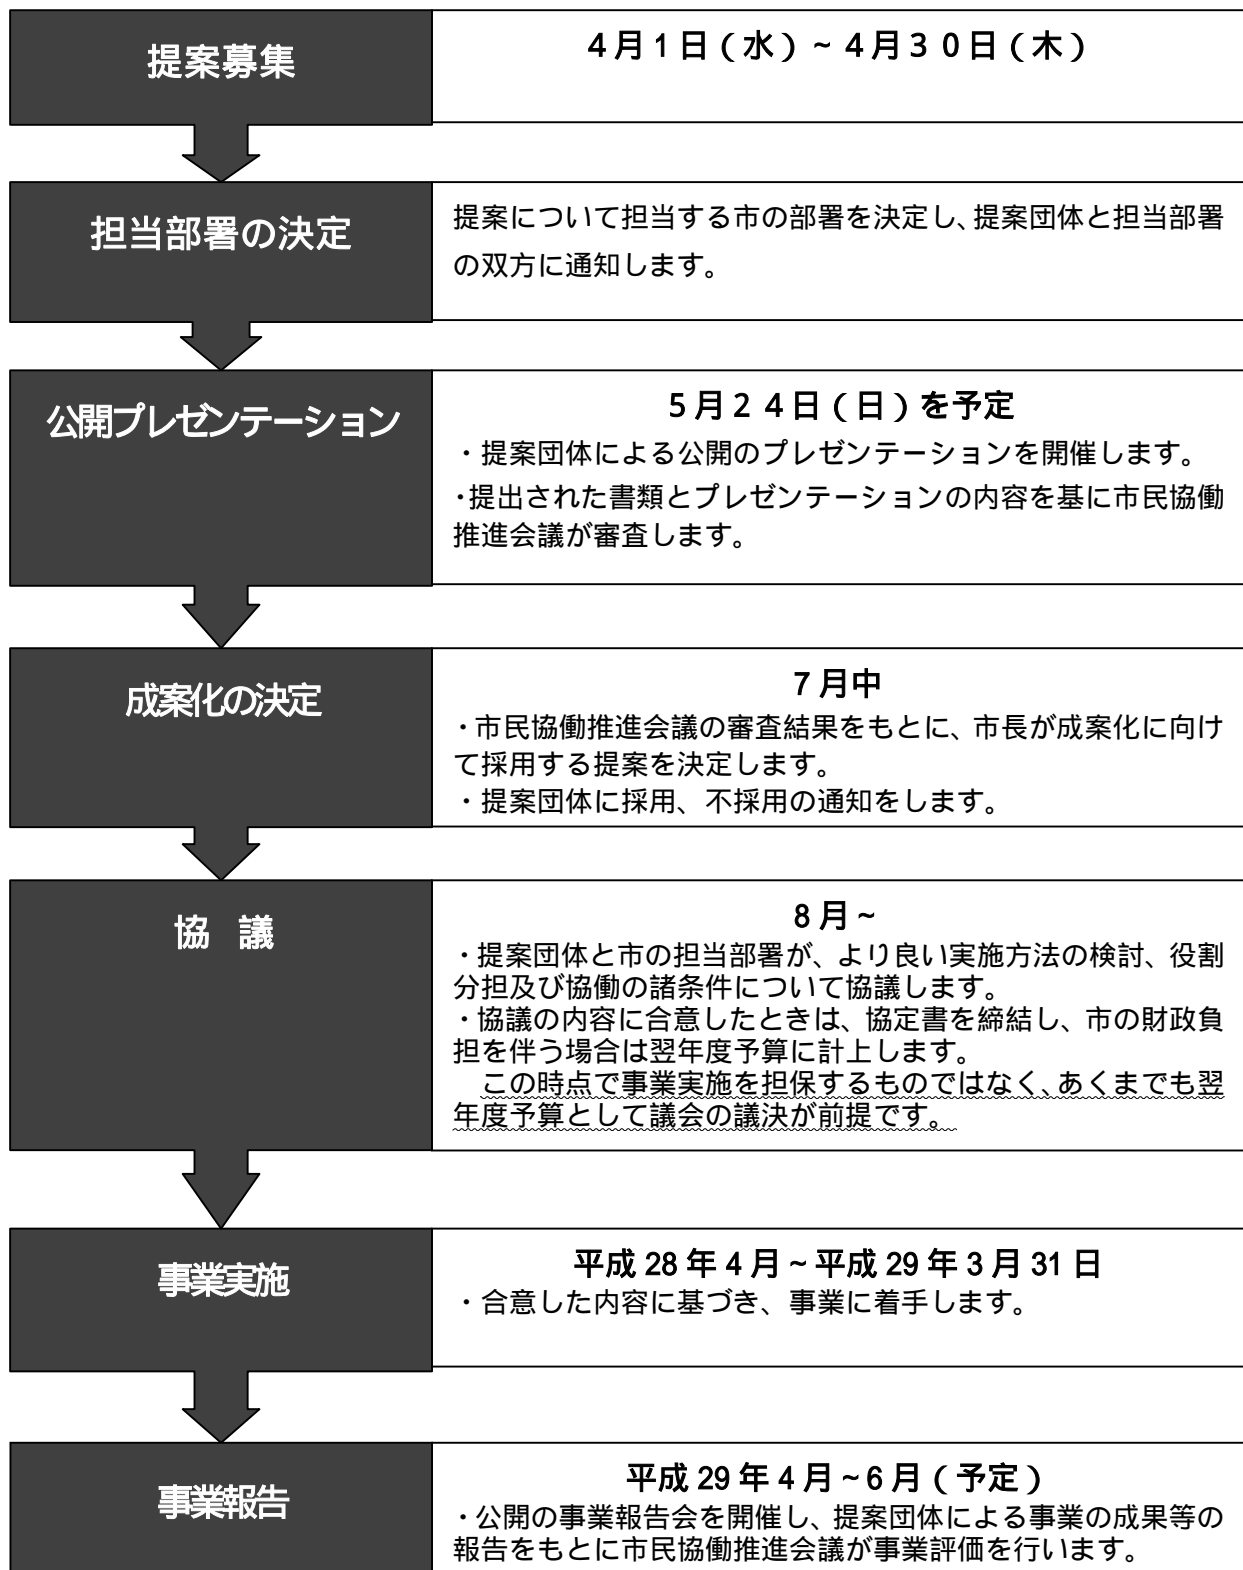 提案募集
4月1日（水）~4月30日（木）
担当部署の決定
提案について担当する市の部署を決定し、提案団体と担当部署
の双方に通知します。
公開プレゼンテーション
5月24日（日）を予定
・提案団体による公開のプレゼンテーションを開催します。
・提出された書類とプレゼンテーションの内容を基に市民協働
推進会議が審査します。
成案化の決定
7月中
・市民協働推進会議の審査結果をもとに、市長が成案化に向け
て採用する提案を決定します。
・提案団体に採用、不採用の通知をします。
協 議
8月~
・提案団体と市の担当部署が、より良い実施方法の検討、役割
分担及び協働の諸条件について協議します。
・協議の内容に合意したときは、協定書を締結し、市の財政負
担を伴う場合は翌年度予算に計上します。
この時点で事業実施を担保するものではなく、あくまでも翌
年度予算として議会の議決が前提です。
事業実施
平成 28 年 4 月~平成 29 年 3 月 31 日
・合意した内容に基づき、事業に着手します。
事業報告
平成 29 年 4 月~6 月（予定）
・公開の事業報告会を開催し、提案団体による事業の成果等の
報告をもとに市民協働推進会議が事業評価を行います。